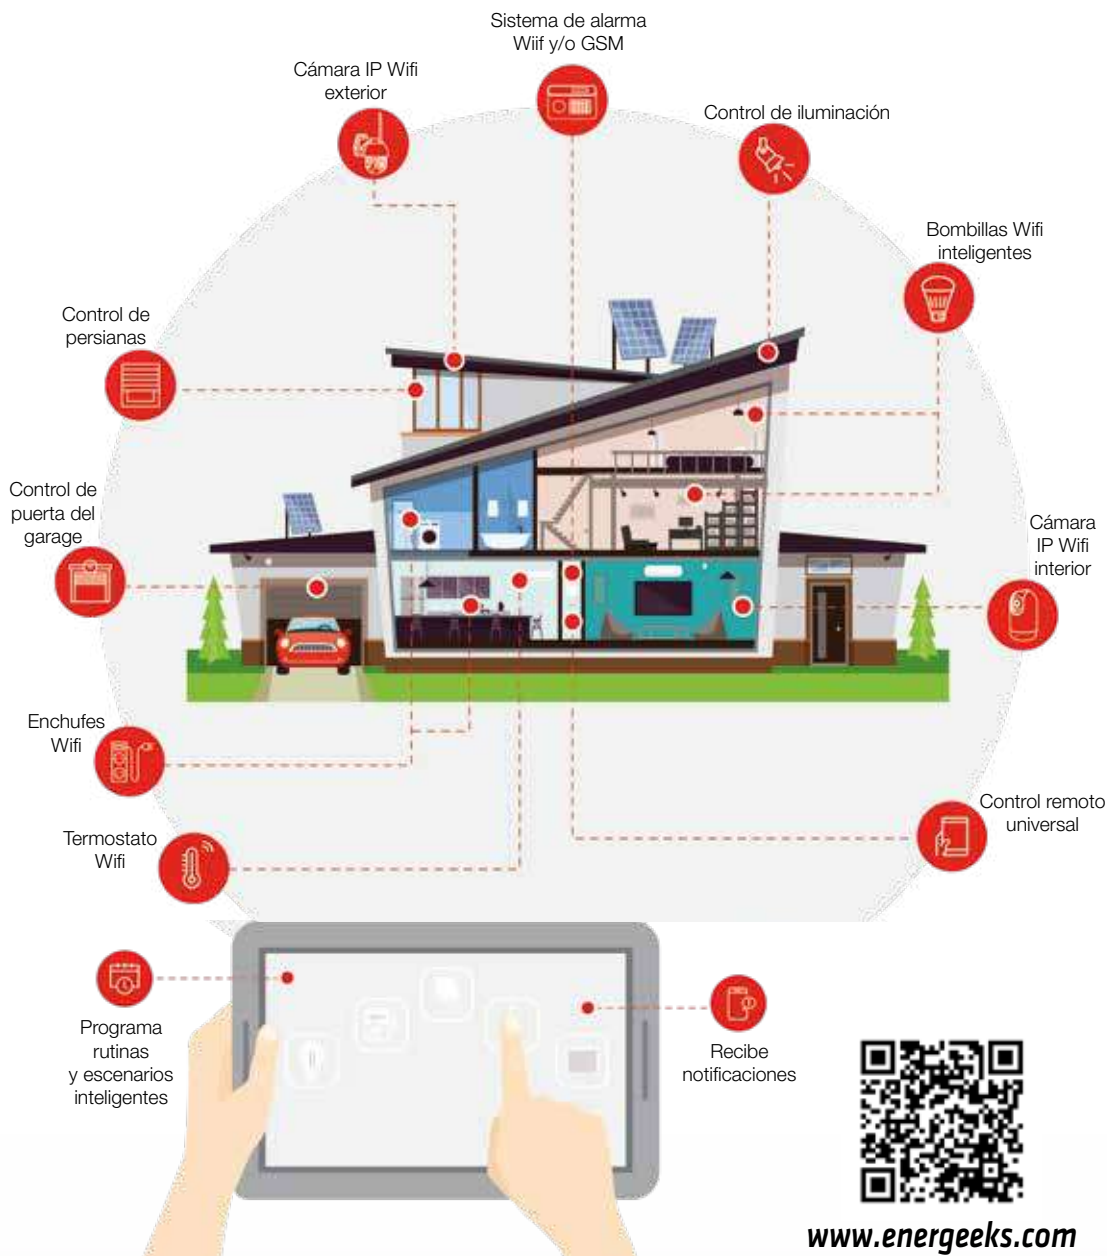 Sistema de alarma
Wiif y/o GSM
Cámara IP Wifi
exterior
Control de iluminación
Bombillas Wifi
inteligentes
Control de
persianas
Control de
puerta del
garage
Cámara
IP Wifi
interior
Enchufes
Wifi
Control remoto
universal
Termostato
Wifi
Programa
rutinas
y escenarios
inteligentes
Recibe
notificaciones
www.energeeks.com